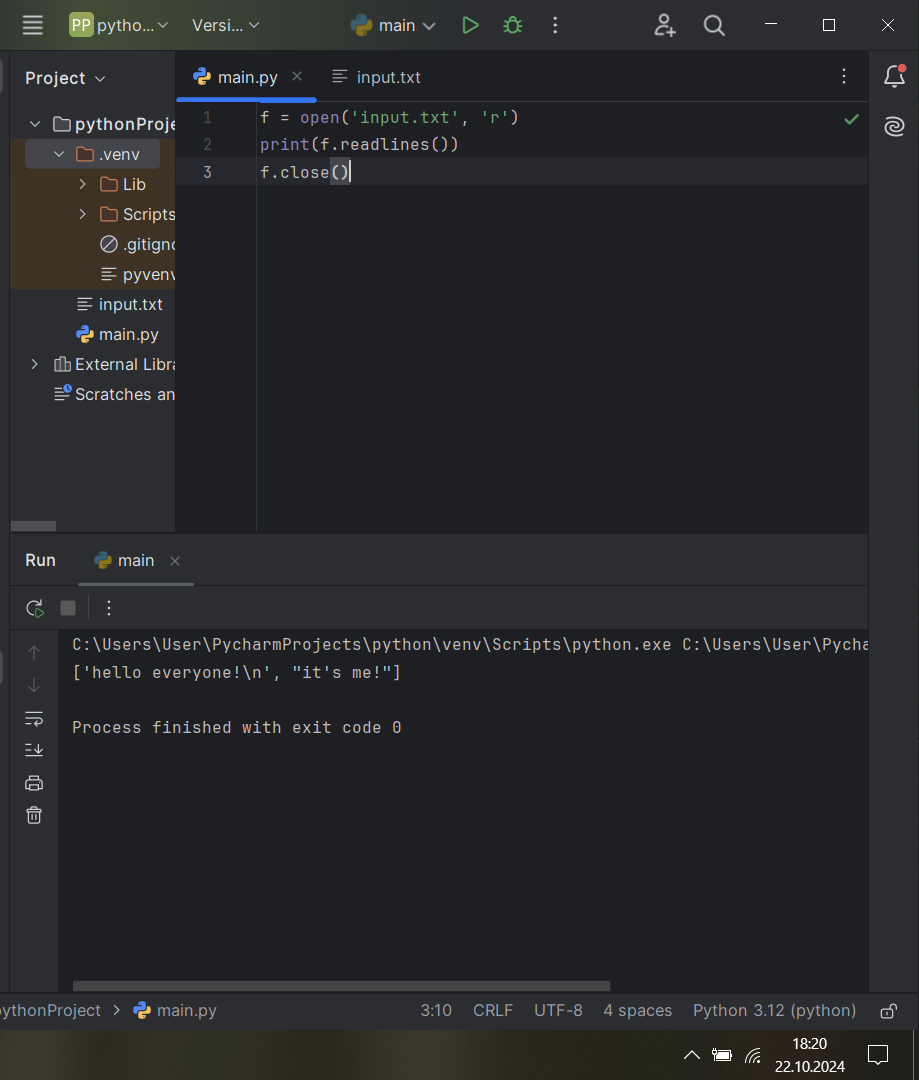 PP pytho... Versi... main
Project
main.py input.txt
pythonProje
.venv
Lib
Scripts
.gitigno
pyvenv
input.txt
main.py
External Libra
Scratches an
1 f = open('input.txt', 'r')
2 print(f.readlines())
3 f.close()
Run main
C:\Users\User\PycharmProjects\python\venv\Scripts\python.exe C:\Users\User\Pycha
['hello everyone!\n', "it's me!"]
Process finished with exit code 0
ythonProject > main.py 3:10 CRLF UTF-8 4 spaces Python 3.12 (python)
18:20
22.10.2024